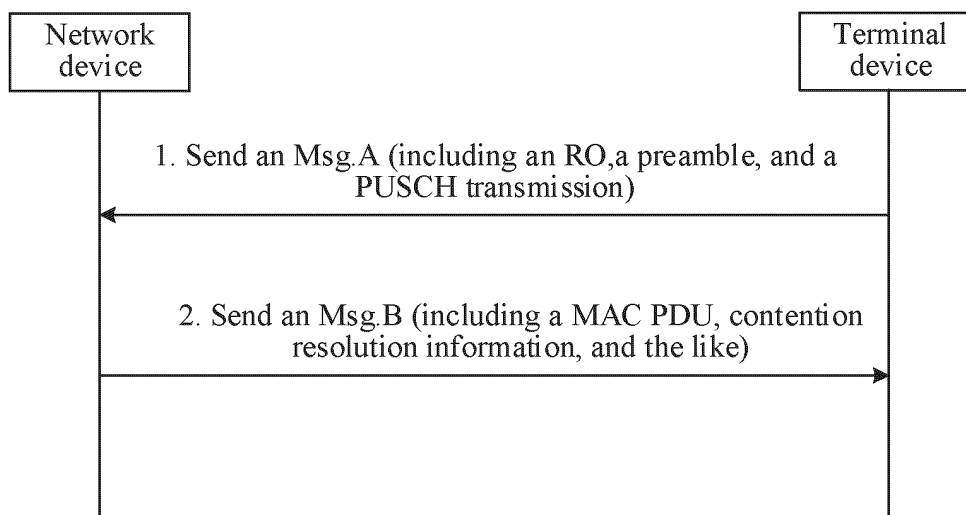 Network
device
Terminal
device
1. Send an Msg.A (including an RO,a preamble, and a
PUSCH transmission)
2. Send an Msg.B (including a MAC PDU, contention
resolution information, and the like)